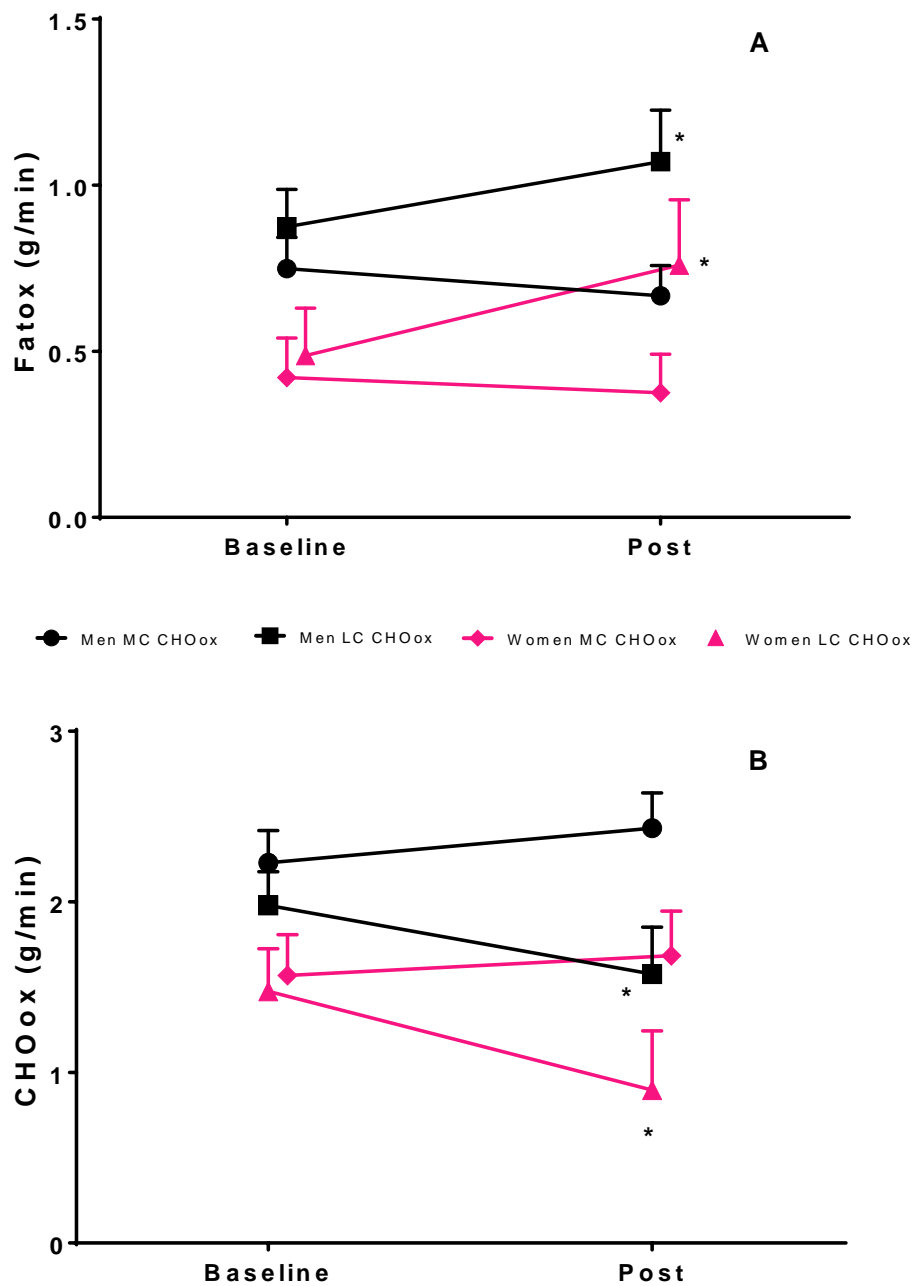 A
Fatox (g/min)
1.5
1.0
0.5
0.0
Baseline Post
*
*
Men MC CHOox Men LC CHOox Women MC CHOox Women LC CHOox
B
CHOox (g/min)
3
2
1
0
*
*
Baseline Post